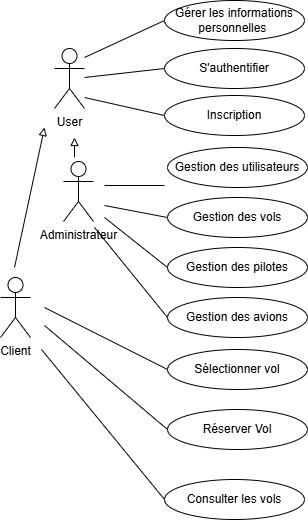 Gérer les informations
personnelles
S'authentifier
User
Inscription
Gestion des utilisateurs
Gestion des vols
Administrateur
Gestion des pilotes
Gestion des avions
Client
Sélectionner vol
Réserver Vol
Consulter les vols